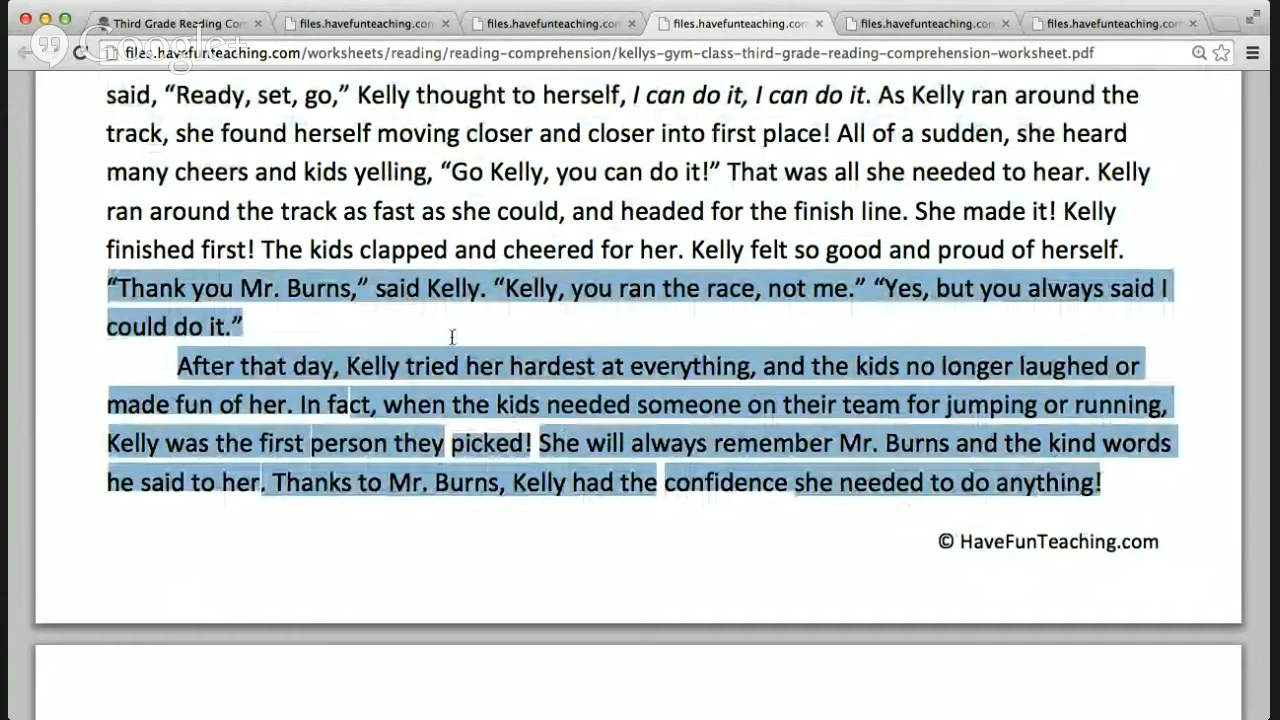 Third Grade Reading Com
files.havefunteaching.con
files.havefunteaching.con
files.havefunteaching.com
files.havefunteaching.com
files.havefunteaching.com
Google+
files.havefunteaching.com/worksheets/reading/reading-comprehension/kellys-gym-class-third-grade-reading-comprehension-worksheet.pdf
said, “Ready, set, go,” Kelly thought to herself, I can do it, I can do it. As Kelly ran around the
track, she found herself moving closer and closer into first place! All of a sudden, she heard
many cheers and kids yelling, “Go Kelly, you can do it!” That was all she needed to hear. Kelly
ran around the track as fast as she could, and headed for the finish line. She made it! Kelly
finished first! The kids clapped and cheered for her. Kelly felt so good and proud of herself.
“Thank you Mr. Burns,” said Kelly. “Kelly, you ran the race, not me.” “Yes, but you always said I
could do it.”
After that day, Kelly tried her hardest at everything, and the kids no longer laughed or
made fun of her. In fact, when the kids needed someone on their team for jumping or running,
Kelly was the first person they picked! She will always remember Mr. Burns and the kind words
he said to her. Thanks to Mr. Burns, Kelly had the confidence she needed to do anything!
© HaveFunTeaching.com